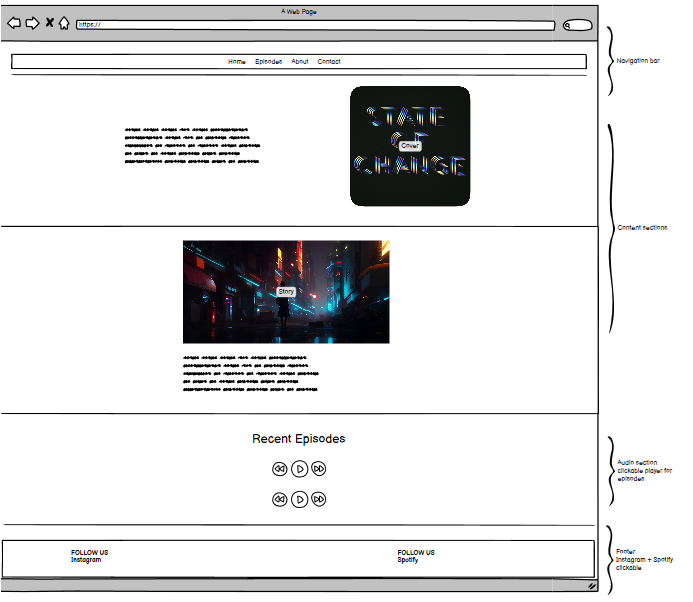 A Web Page
https://
Home Episodes About Contact
Navigation bar
STATE
OF
Cover
CHANGE
Content sections
Story
Recent Episodes
Audio section
clickable player for
episodes
FOLLOW US
Instagram
FOLLOW US
Spotify
Footer
Instagram + Spotify
clickable